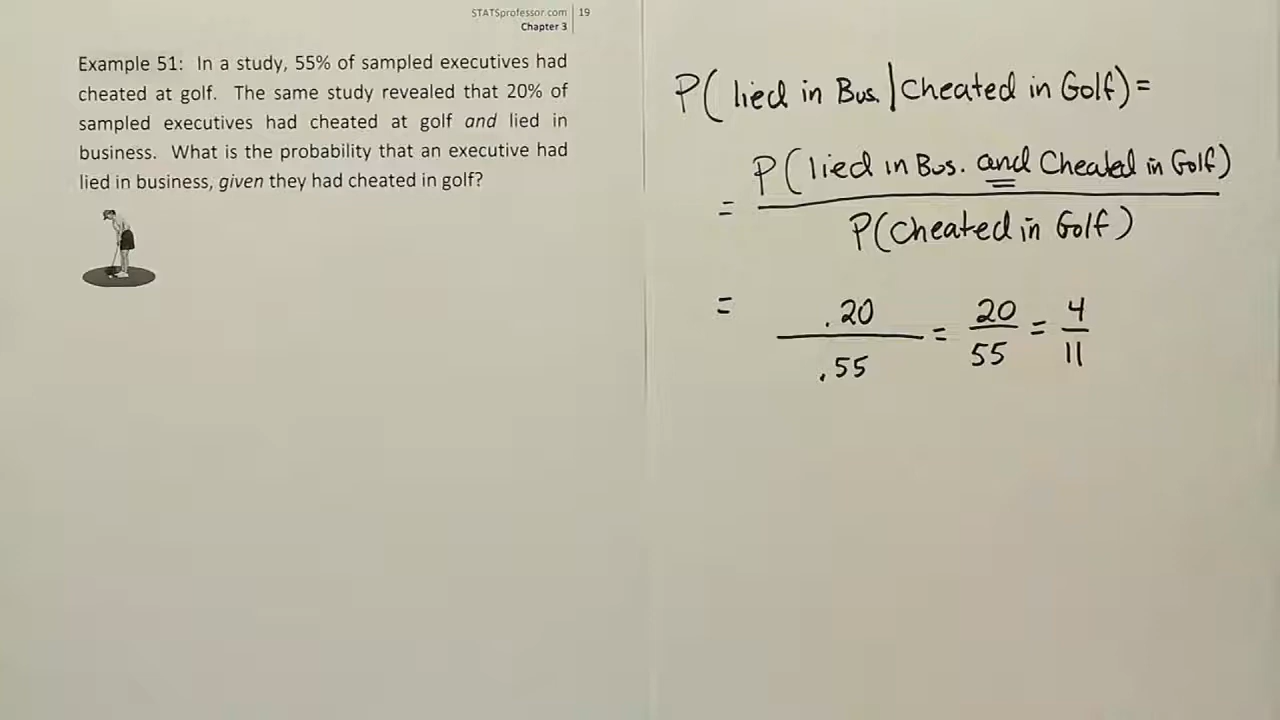 STATSprofessor.com 19
Chapter 3
Example 51: In a study, 55% of sampled executives had
cheated at golf. The same study revealed that 20% of
sampled executives had cheated at golf and lied in
business. What is the probability that an executive had
lied in business, given they had cheated in golf?
P( lied in Bus. | Cheated in Golf) =
= P( lied in Bus. and Cheated in Golf)
P(Cheated in Golf)
= .20 = 20 = 4
.55 55 11